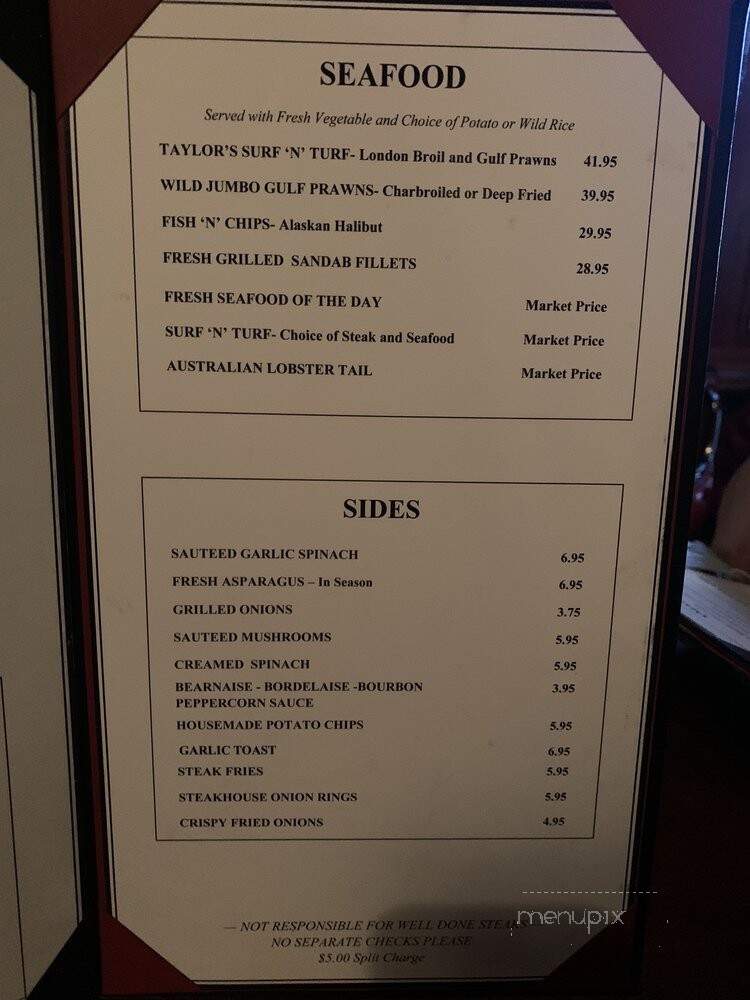 SEAFOOD
Served with Fresh Vegetable and Choice of Potato or Wild Rice
TAYLOR'S SURF 'N' TURF- London Broil and Gulf Prawns 41.95
WILD JUMBO GULF PRAWNS- Charbroiled or Deep Fried 39.95
FISH 'N' CHIPS- Alaskan Halibut 29.95
FRESH GRILLED SANDAB FILLETS 28.95
FRESH SEAFOOD OF THE DAY Market Price
SURF 'N' TURF- Choice of Steak and Seafood Market Price
AUSTRALIAN LOBSTER TAIL Market Price
SIDES
SAUTEED GARLIC SPINACH 6.95
FRESH ASPARAGUS – In Season 6.95
GRILLED ONIONS 3.75
SAUTEED MUSHROOMS 5.95
CREAMED SPINACH 5.95
BEARNAISE - BORDELAISE -BOURBON 3.95
PEPPERCORN SAUCE
HOUSEMADE POTATO CHIPS 5.95
GARLIC TOAST 6.95
STEAK FRIES 5.95
STEAKHOUSE ONION RINGS 5.95
CRISPY FRIED ONIONS 4.95
— NOT RESPONSIBLE FOR WELL DONE STEAKS
NO SEPARATE CHECKS PLEASE
$5.00 Split Charge
menupix